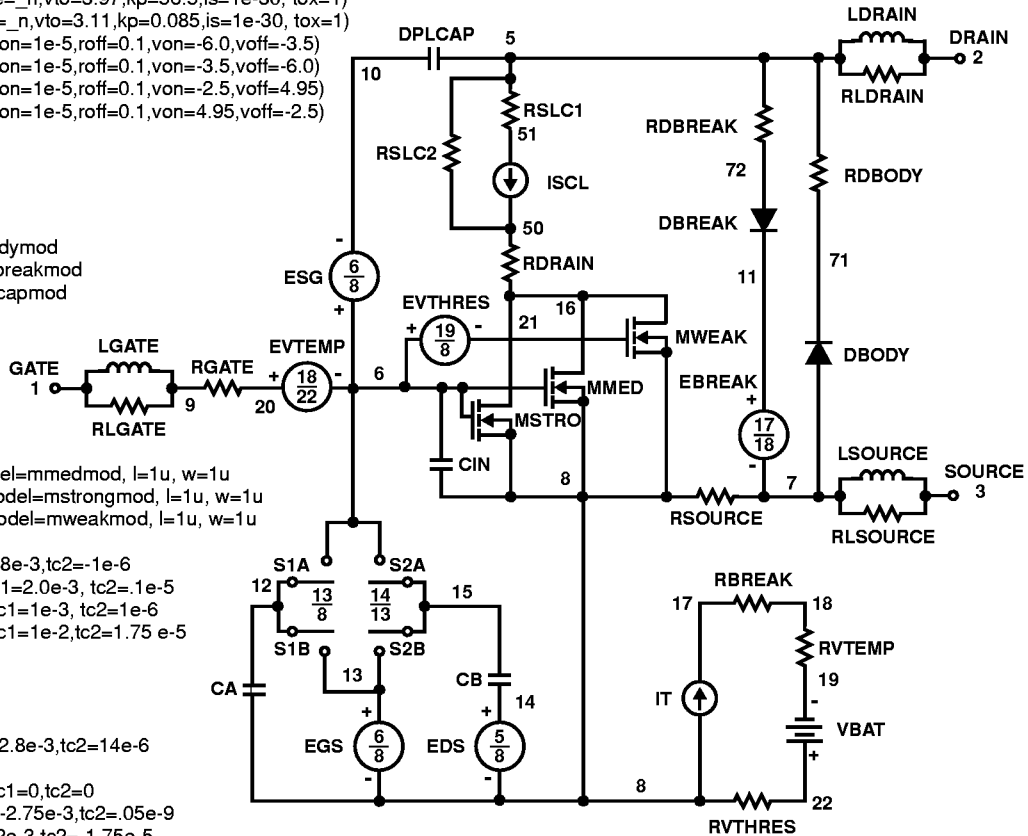 =_n,vto=3.97,kp=30.5,is=1e-30, tox=1)
=_n,vto=3.11,kp=0.085,is=1e-30, tox=1)
on=1e-5,roff=0.1,von=-6.0,voff=-3.5)
on=1e-5,roff=0.1,von=-3.5,voff=-6.0)
on=1e-5,roff=0.1,von=-2.5,voff=4.95)
on=1e-5,roff=0.1,von=4.95,voff=-2.5)
dymod
breakmod
capmod
el=mmedmod, l=1u, w=1u
odel=mstrongmod, l=1u, w=1u
odel=mweakmod, l=1u, w=1u
8e-3,tc2=-1e-6
1=2.0e-3, tc2=.1e-5
c1=1e-3, tc2=1e-6
c1=1e-2,tc2=1.75 e-5
2.8e-3,tc2=14e-6
c1=0,tc2=0
-2.75e-3,tc2=.05e-9
LDRAIN
DPLCAP
5
DRAIN
2
10
RLDRAIN
RSLC1
51
RDBREAK
RSLC2
72
ISCL
RDBODY
50
DBREAK
-
ESG
6
8
+
RDRAIN
11
71
EVTHRES
16
21
+
19
8
-
MWEAK
LGATE
EVTEMP
GATE
1
RGATE
+
18
22
-
6
EBREAK
+
DBODY
9
20
MMED
RLGATE
MSTRO
17
18
-
LSOURCE
CIN
8
7
SOURCE
3
RSOURCE
RLSOURCE
S1A
S2A
12
13
8
14
13
15
RBREAK
17
18
S1B
S2B
RVTEMP
13
CA
CB
14
IT
19
-
+
+
VBAT
EGS
6
8
EDS
5
8
+
-
-
8
22
RVTHRES